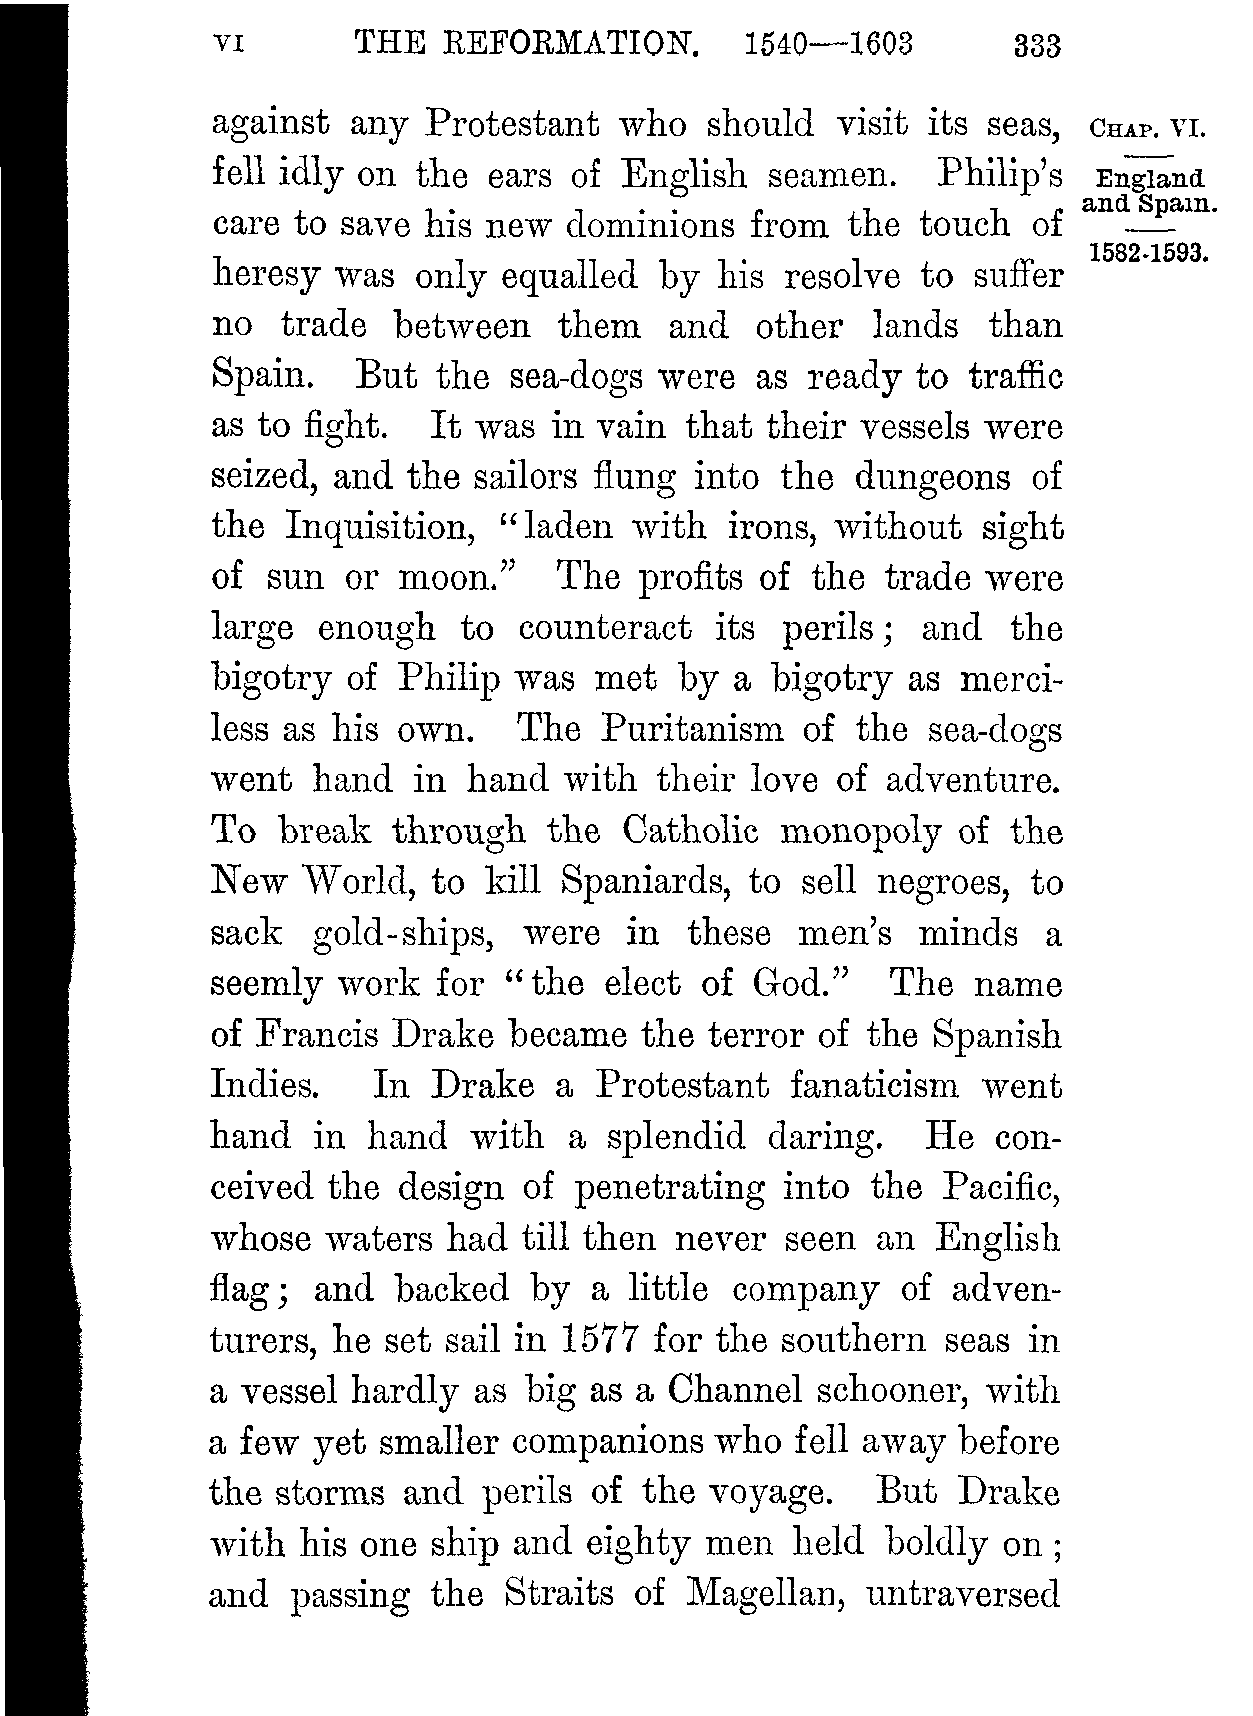 VI THE REFORMATION. 1540—1603 333
against any Protestant who should visit its seas,
fell idly on the ears of English seamen. Philip's
care to save his new dominions from the touch of
heresy was only equalled by his resolve to suffer
no trade between them and other lands than
Spain. But the sea-dogs were as ready to traffic
as to fight. It was in vain that their vessels were
seized, and the sailors flung into the dungeons of
the Inquisition, "laden with irons, without sight
of sun or moon." The profits of the trade were
large enough to counteract its perils; and the
bigotry of Philip was met by a bigotry as merci-
less as his own. The Puritanism of the sea-dogs
went hand in hand with their love of adventure.
To break through the Catholic monopoly of the
New World, to kill Spaniards, to sell negroes, to
sack gold-ships, were in these men's minds a
seemly work for "the elect of God." The name
of Francis Drake became the terror of the Spanish
Indies. In Drake a Protestant fanaticism went
hand in hand with a splendid daring. He con-
ceived the design of penetrating into the Pacific,
whose waters had till then never seen an English
flag; and backed by a little company of adven-
turers, he set sail in 1577 for the southern seas in
a vessel hardly as big as a Channel schooner, with
a few yet smaller companions who fell away before
the storms and perils of the voyage. But Drake
with his one ship and eighty men held boldly on;
and passing the Straits of Magellan, untraversed
CHAP. VI.
England
and Spain.
1582-1593.